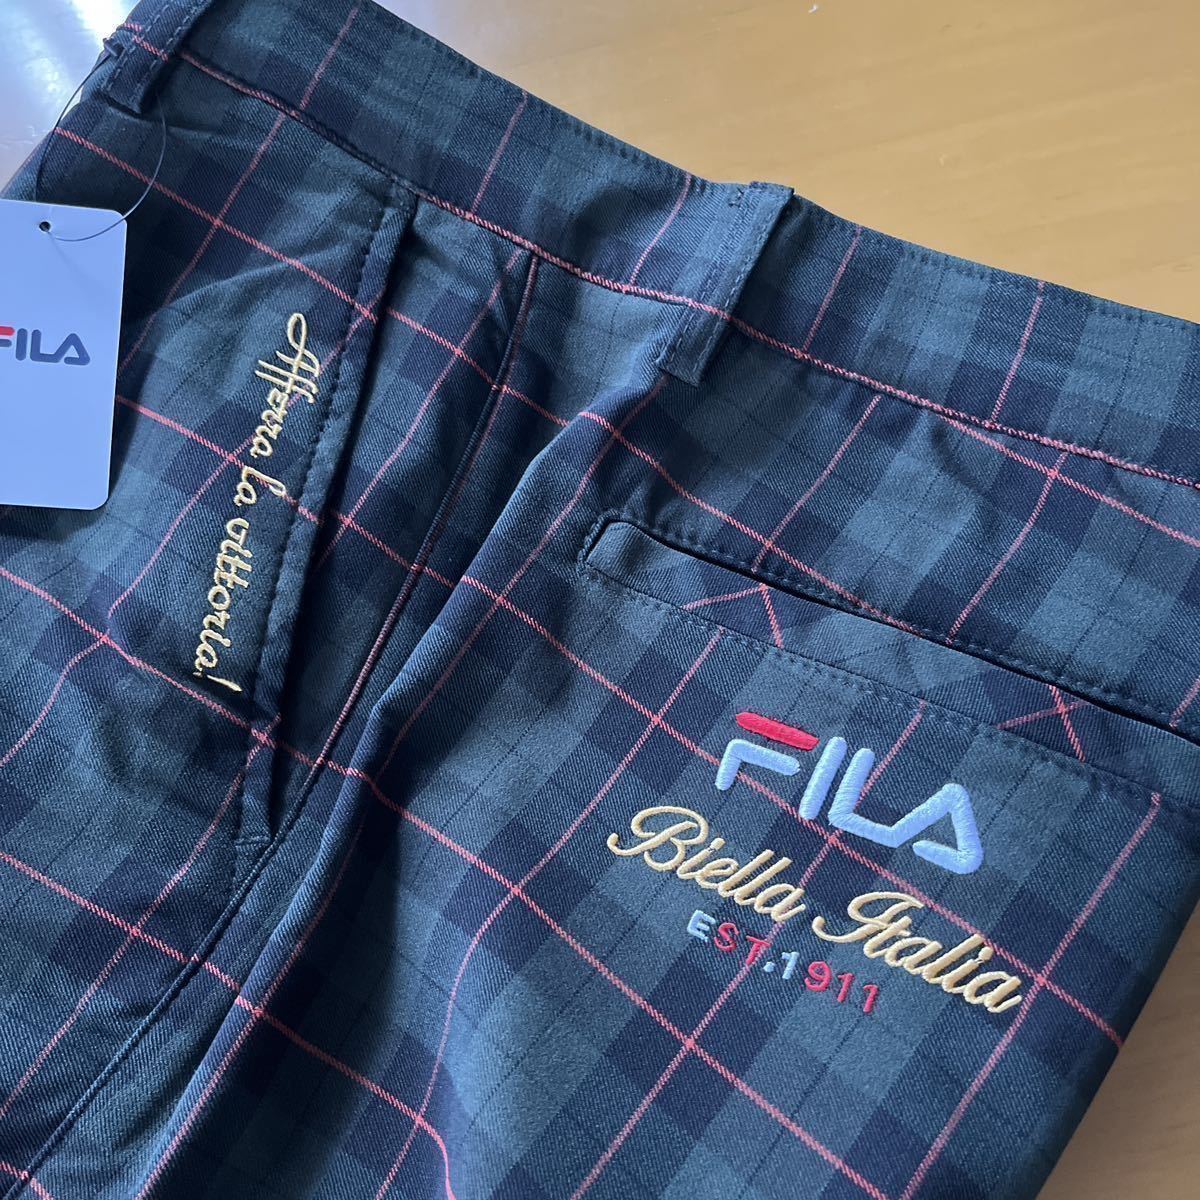 FILA
Afferra la vittoria!
FILA
Biella Italia
EST.1911